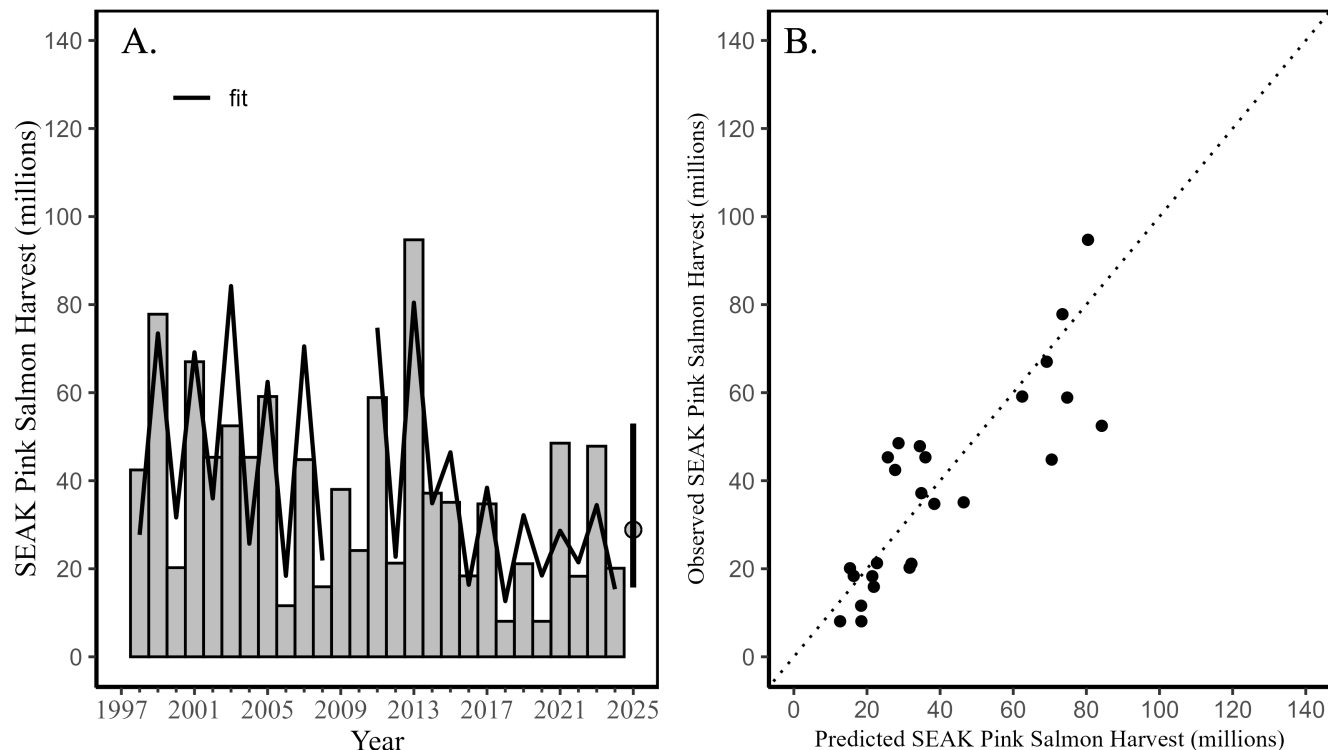 A.
fit
SEAK Pink Salmon Harvest (millions)
140
120
100
80
60
40
20
0
1997 2001 2005 2009 2013 2017 2021 2025
Year
B.
Observed SEAK Pink Salmon Harvest (millions)
140
120
100
80
60
40
20
0
0 20 40 60 80 100 120 140
Predicted SEAK Pink Salmon Harvest (millions)